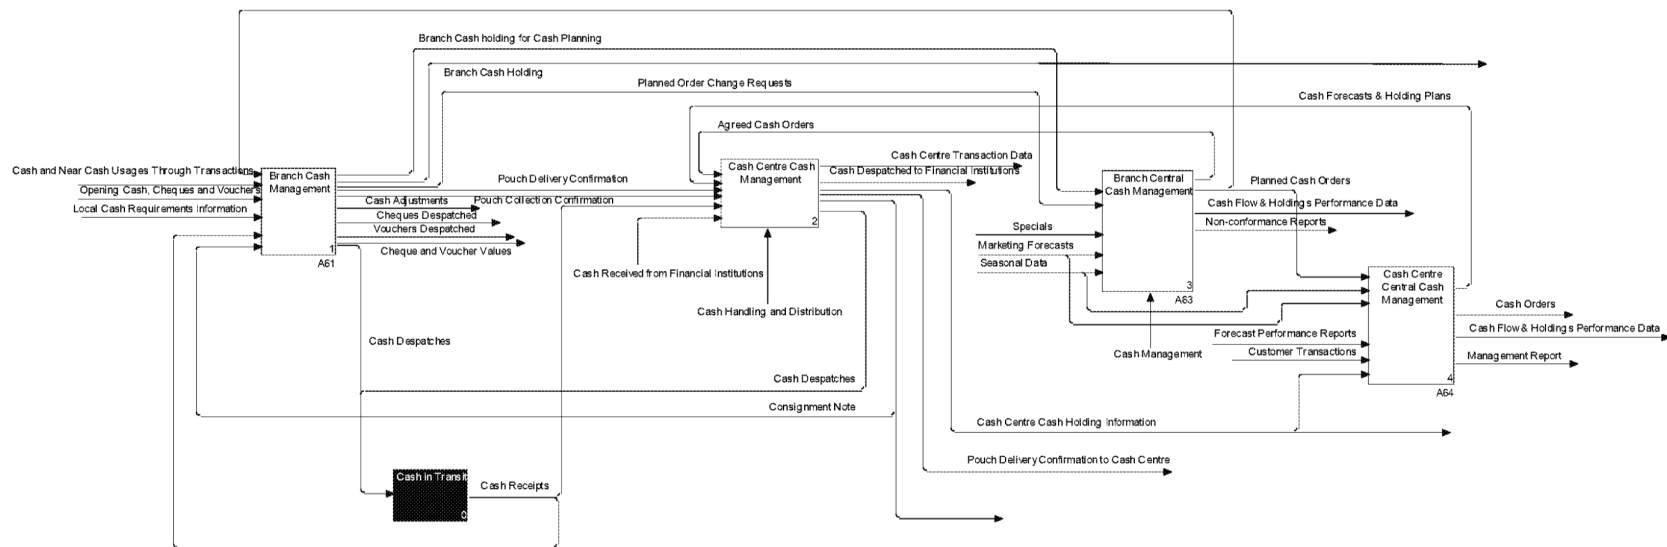 Branch Cash holding for Cash Planning
Branch Cash Holding
Planned Order Change Requests
Cash Forecasts & Holding Plans
Agreed Cash Orders
Cash and Near Cash Usages Through Transactions
Opening Cash, Cheques and Vouchers
Local Cash Requirements Information
Branch Cash
Management
1
A61
Pouch Delivery Confirmation
Cash Adjustments
Pouch Collection Confirmation
Cheques Despatched
Vouchers Despatched
Cheque and Voucher Values
Cash Centre Cash
Management
2
Cash Centre Transaction Data
Cash Despatched to Financial Institutions
Cash Received from Financial Institutions
Cash Handling and Distribution
Branch Central
Cash Management
3
A63
Planned Cash Orders
Cash Flow & Holding's Performance Data
Non-conformance Reports
Specials
Marketing Forecasts
Seasonal Data
Cash Management
Cash Centre
Central Cash
Management
4
A64
Forecast Performance Reports
Customer Transactions
Cash Orders
Cash Flow & Holding's Performance Data
Management Report
Cash Despatches
Cash Despatches
Consignment Note
Cash Centre Cash Holding Information
Pouch Delivery Confirmation to Cash Centre
Cash in Transit
0
Cash Receipts